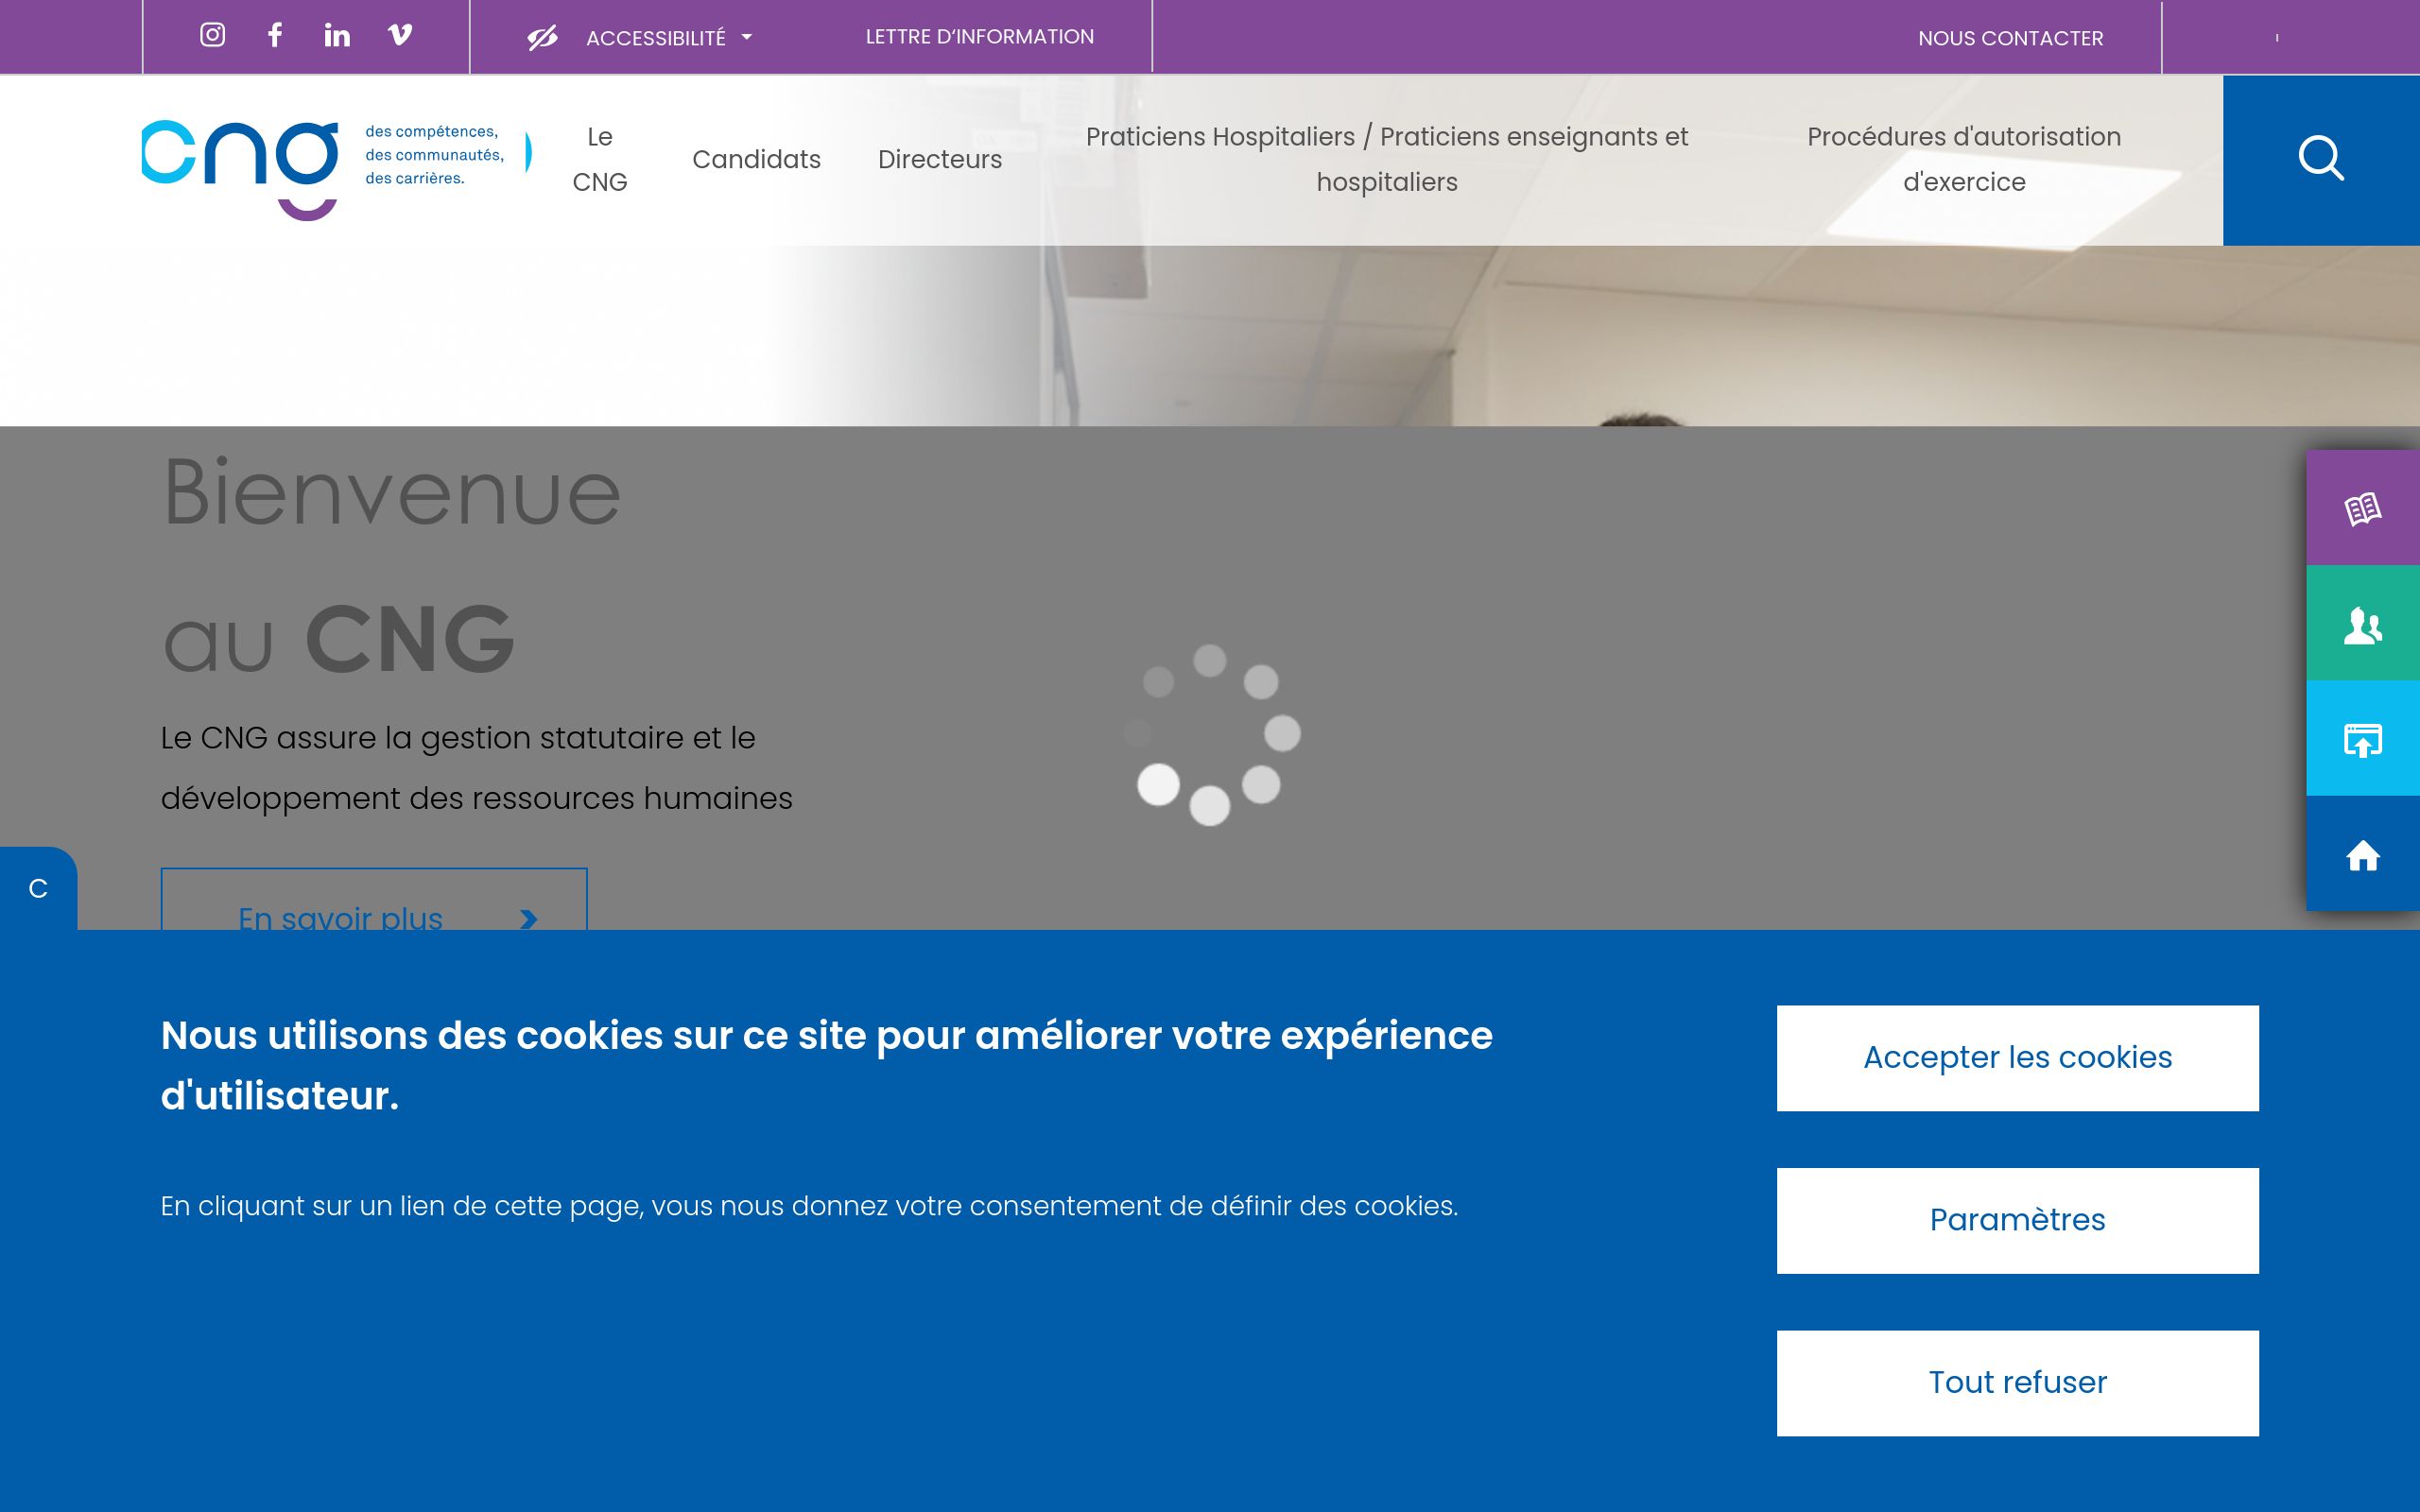 ACCESSIBILITÉ
LETTRE D'INFORMATION
NOUS CONTACTER
cng
des compétences,
des communautés,
des carrières.
Le
CNG
Candidats
Directeurs
Praticiens Hospitaliers / Praticiens enseignants et
hospitaliers
Procédures d'autorisation
d'exercice
Bienvenue
au CNG
Le CNG assure la gestion statutaire et le
développement des ressources humaines
C
En savoir plus
Nous utilisons des cookies sur ce site pour améliorer votre expérience
d'utilisateur.
En cliquant sur un lien de cette page, vous nous donnez votre consentement de définir des cookies.
Accepter les cookies
Paramètres
Tout refuser